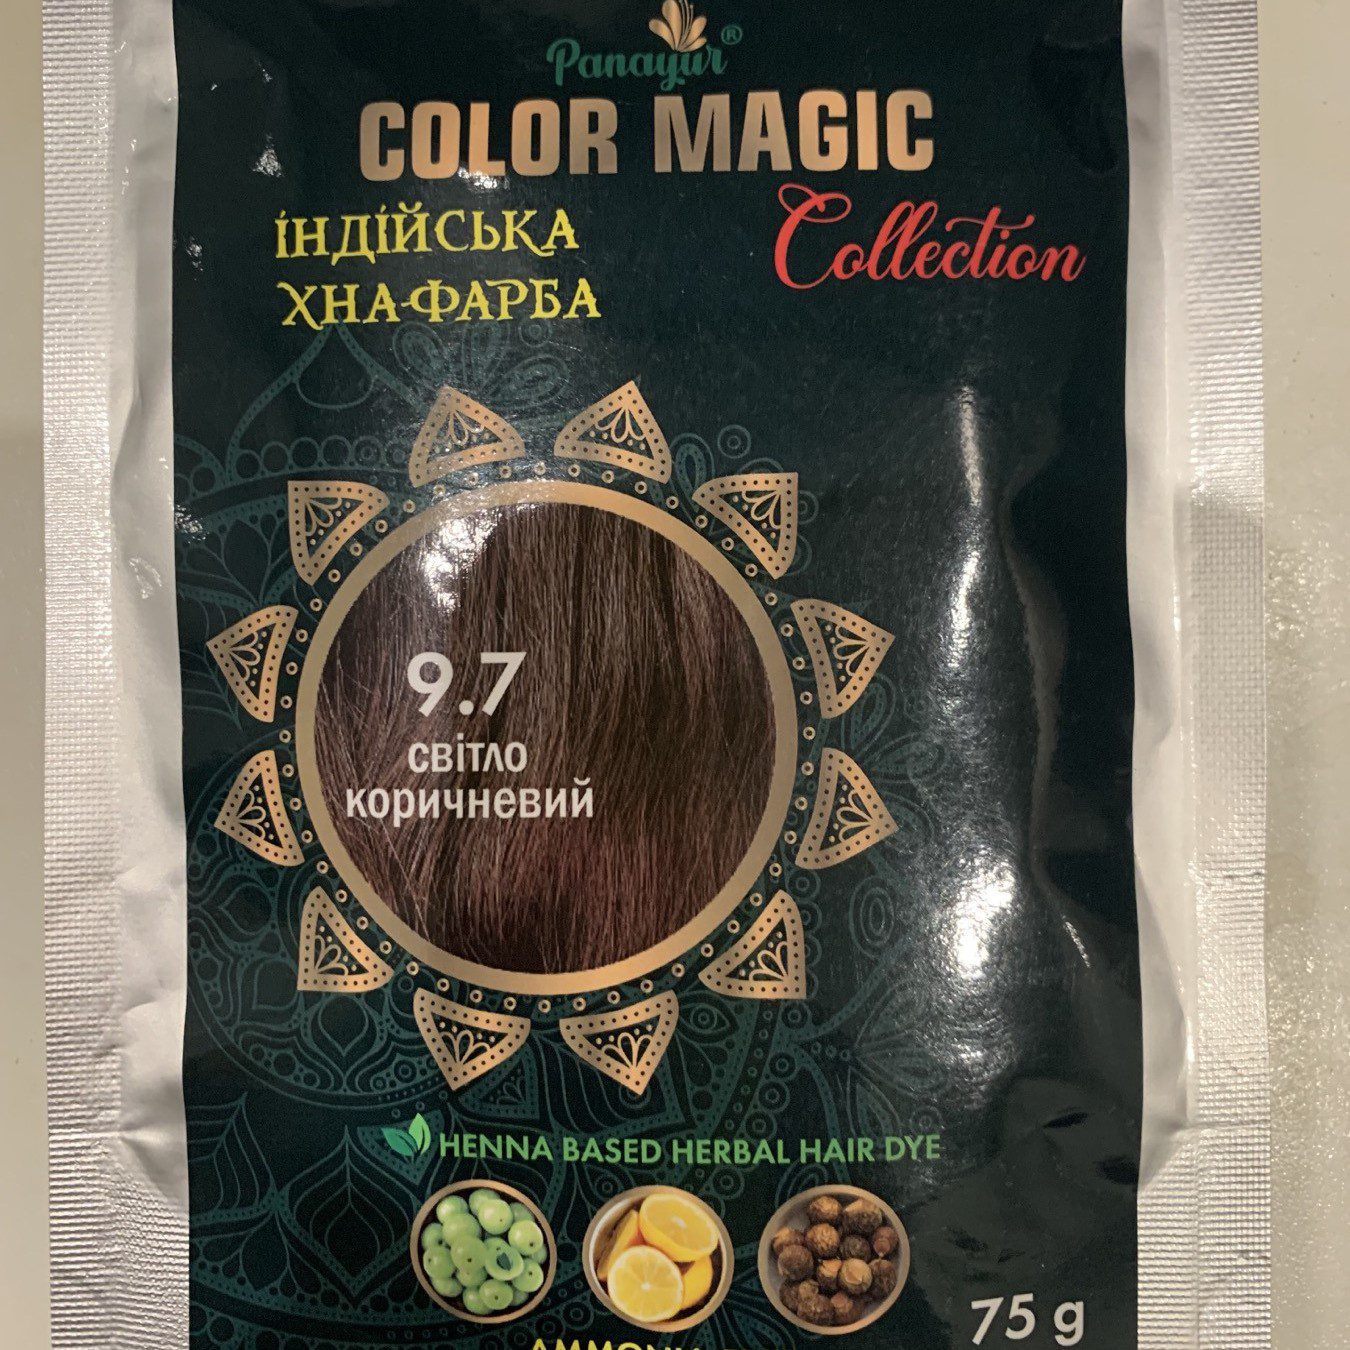 Panayur®
COLOR MAGIC
Collection
ІНДІЙСЬКА
ХНА-ФАРБА
9.7
світло
коричневий
HENNA BASED HERBAL HAIR DYE
75 g